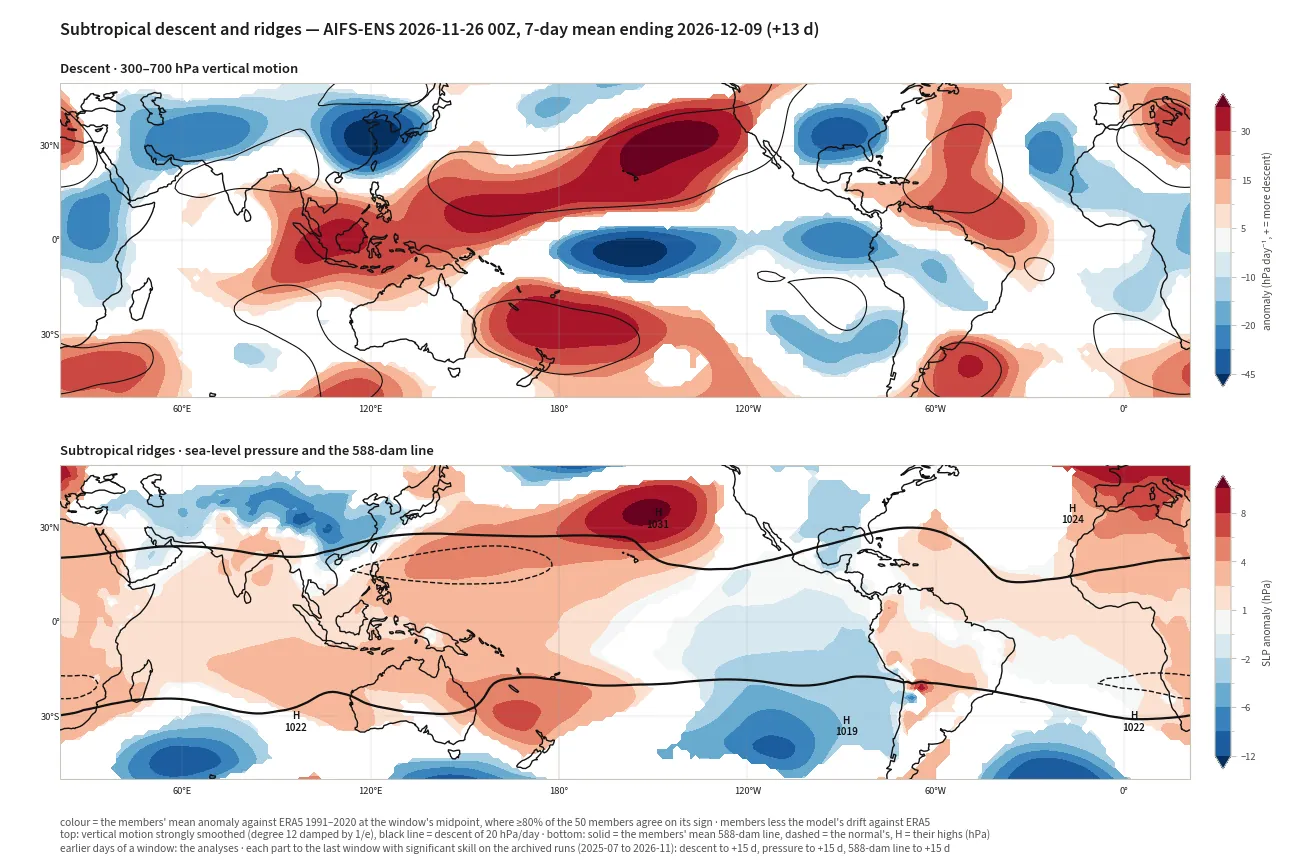 Subtropical descent and ridges — AIFS-ENS 2026-11-26 00Z, 7-day mean ending 2026-12-09 (+13 d)
Descent · 300–700 hPa vertical motion
30°N
0°
30°S
60°E
120°E
180°
120°W
60°W
0°
30
15
5
−10
−20
−45
anomaly (hPa day⁻¹, + = more descent)
Subtropical ridges · sea-level pressure and the 588-dam line
30°N
0°
30°S
H
1031
H
1024
H
1022
H
1019
H
1022
60°E
120°E
180°
120°W
60°W
0°
8
4
1
−2
−6
−12
SLP anomaly (hPa)
colour = the members' mean anomaly against ERA5 1991–2020 at the window's midpoint, where ≥80% of the 50 members agree on its sign · members less the model's drift against ERA5
top: vertical motion strongly smoothed (degree 12 damped by 1/e), black line = descent of 20 hPa/day · bottom: solid = the members' mean 588-dam line, dashed = the normal's, H = their highs (hPa)
earlier days of a window: the analyses · each part to the last window with significant skill on the archived runs (2025-07 to 2026-11): descent to +15 d, pressure to +15 d, 588-dam line to +15 d